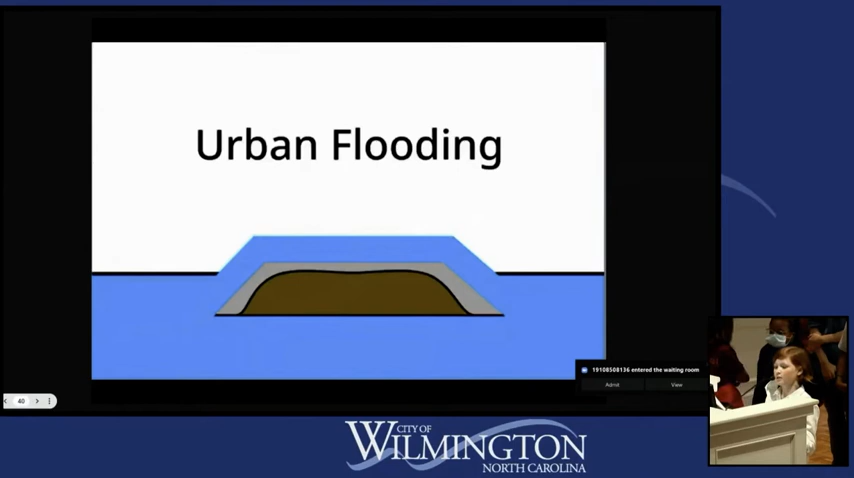 Urban Flooding
19108508136 entered the waiting room
Admit
View
40
CITY OF
WILMINGTON
NORTH CAROLINA